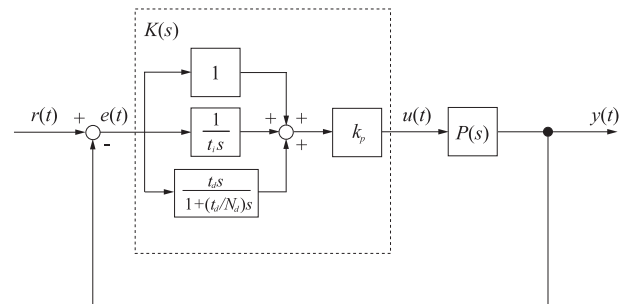 K(s)
1
r(t) + e(t) -
1
t_i s
+ + +
k_p
u(t)
P(s)
y(t)
t_d s
1+(t_d/N_d)s